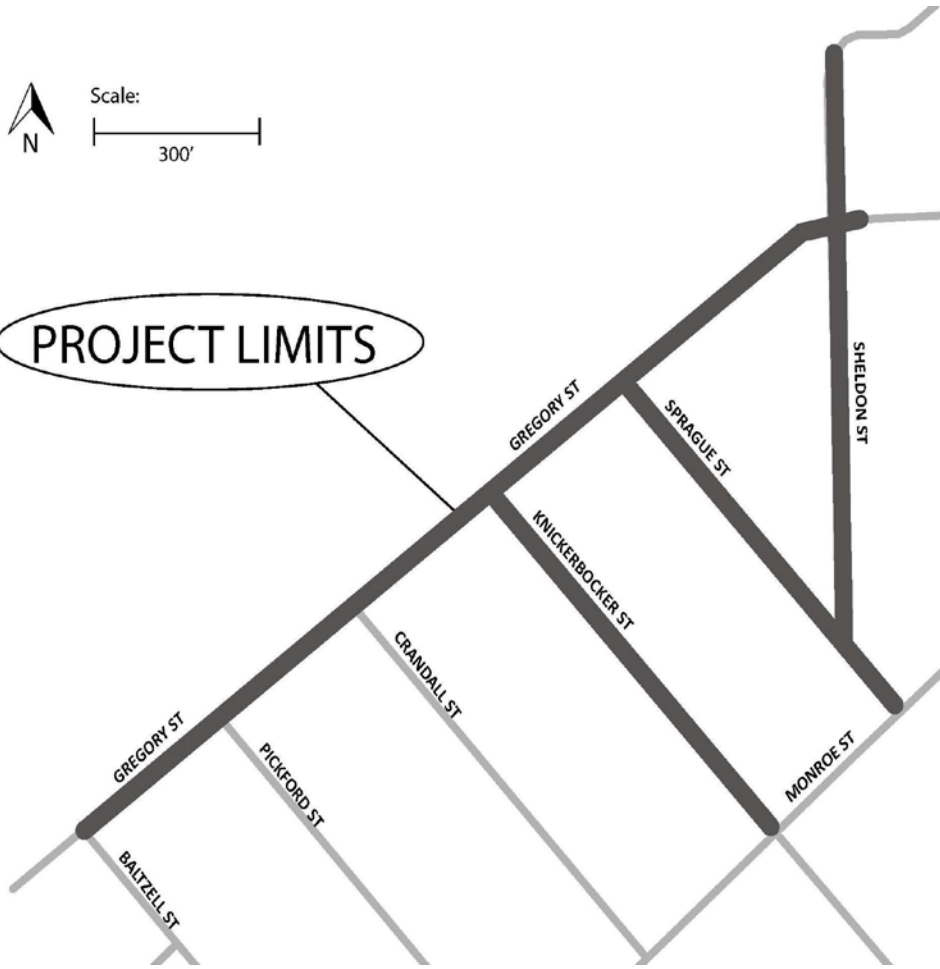 Scale:
N
300'
PROJECT LIMITS
SHELDON ST
GREGORY ST
SPRAGUE ST
KNICKERBOCKER ST
CRANDALL ST
GREGORY ST
PICKFORD ST
MONROE ST
BALTZELL ST